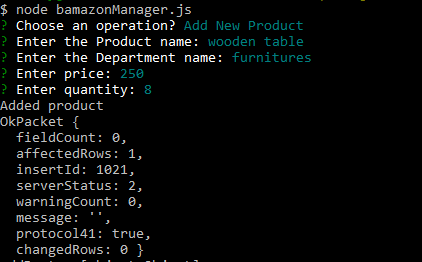 $ node bamazonManager.js
? Choose an operation? Add New Product
? Enter the Product name: wooden table
? Enter the Department name: furnitures
? Enter price: 250
? Enter quantity: 8
Added product
OkPacket {
  fieldCount: 0,
  affectedRows: 1,
  insertId: 1021,
  serverStatus: 2,
  warningCount: 0,
  message: '',
  protocol41: true,
  changedRows: 0 }